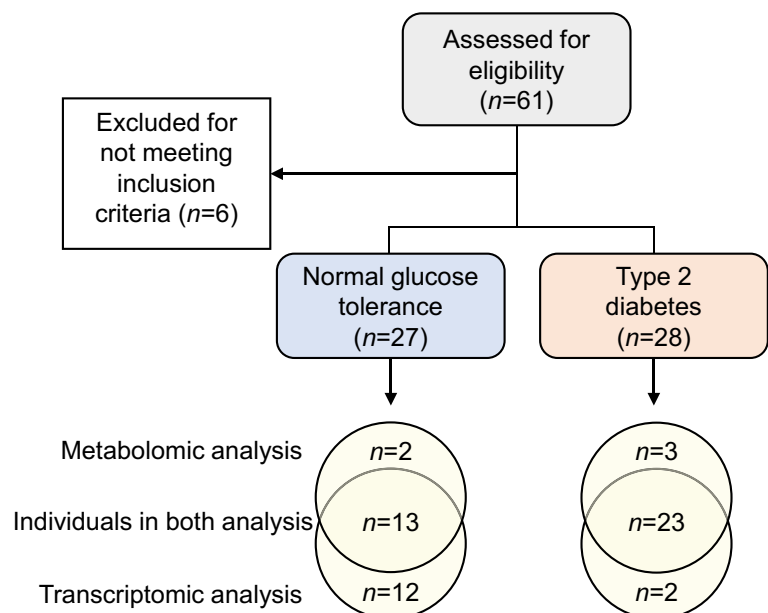 Assessed for
eligibility
(n=61)
Excluded for
not meeting
inclusion
criteria (n=6)
Normal glucose
tolerance
(n=27)
Type 2
diabetes
(n=28)
Metabolomic analysis
n=2
n=3
Individuals in both analysis
n=13
n=23
Transcriptomic analysis
n=12
n=2